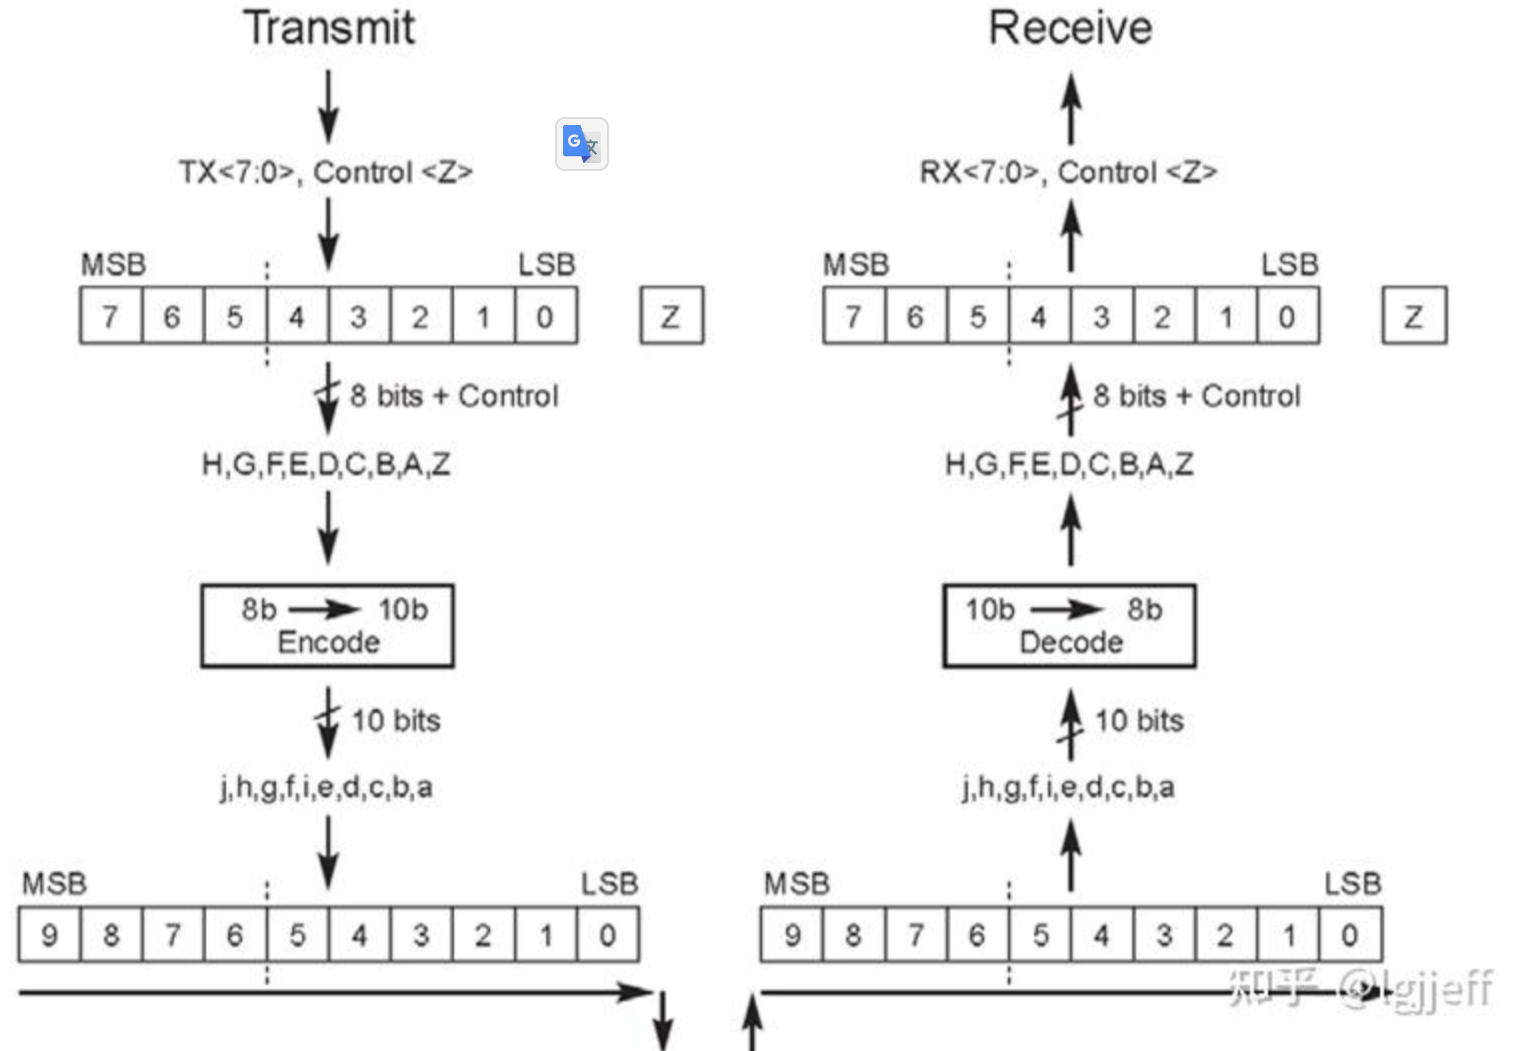 Transmit
TX<7:0>, Control <Z>
MSB LSB
7 6 5 4 3 2 1 0 Z
8 bits + Control
H,G,F,E,D,C,B,A,Z
8b 10b
Encode
10 bits
j,h,g,f,i,e,d,c,b,a
MSB LSB
9 8 7 6 5 4 3 2 1 0
Receive
RX<7:0>, Control <Z>
MSB LSB
7 6 5 4 3 2 1 0 Z
8 bits + Control
H,G,F,E,D,C,B,A,Z
10b 8b
Decode
10 bits
j,h,g,f,i,e,d,c,b,a
MSB LSB
9 8 7 6 5 4 3 2 1 0
G 文
知乎 @lgjjeff